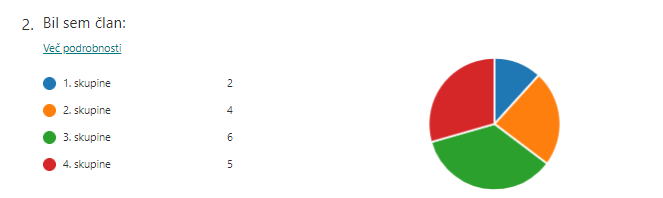 2. Bil sem član:
Več podrobnosti
1. skupine 2
2. skupine 4
3. skupine 6
4. skupine 5